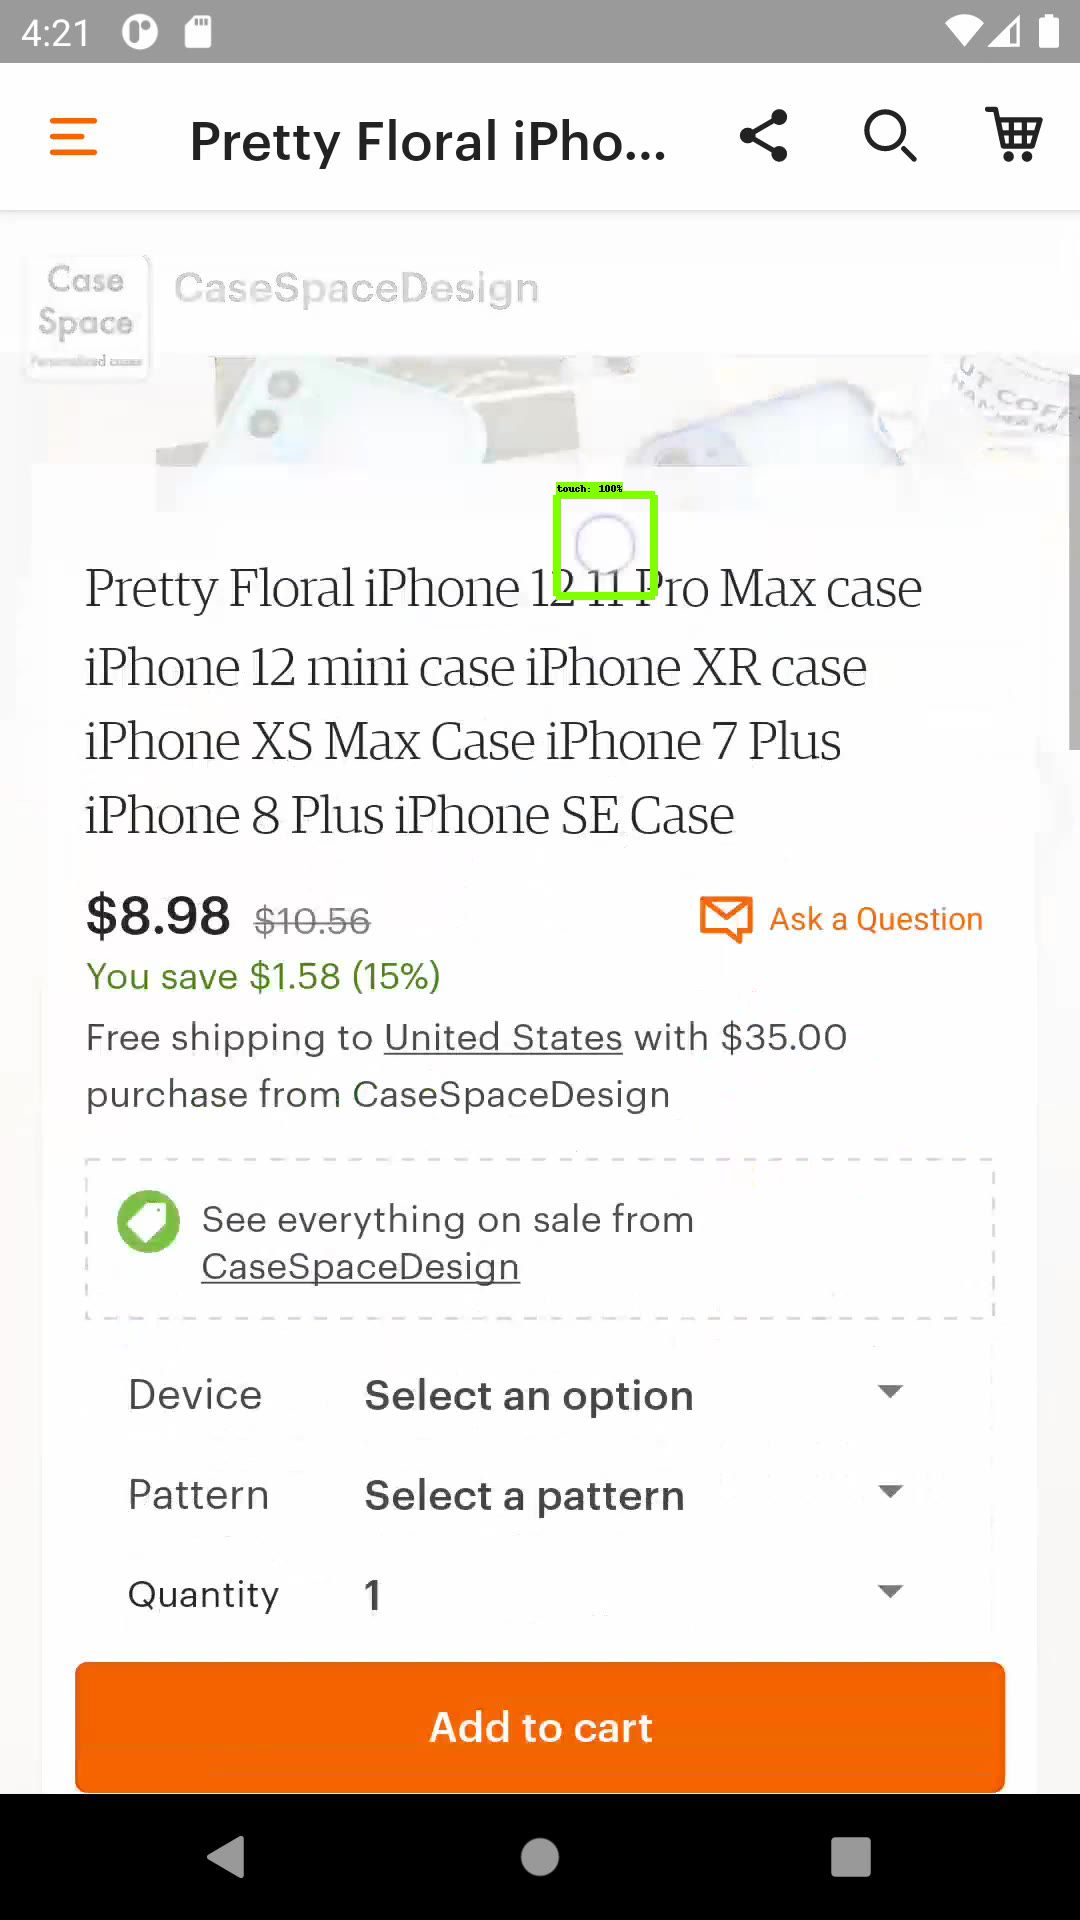 4:21
Pretty Floral iPho...
Case
Space
Personalized cases
CaseSpaceDesign
UT COFF
touch: 100%
Pretty Floral iPhone 12 11 Pro Max case
iPhone 12 mini case iPhone XR case
iPhone XS Max Case iPhone 7 Plus
iPhone 8 Plus iPhone SE Case
$8.98 $10.56
Ask a Question
You save $1.58 (15%)
Free shipping to United States with $35.00
purchase from CaseSpaceDesign
See everything on sale from
CaseSpaceDesign
Device Select an option
Pattern Select a pattern
Quantity 1
Add to cart